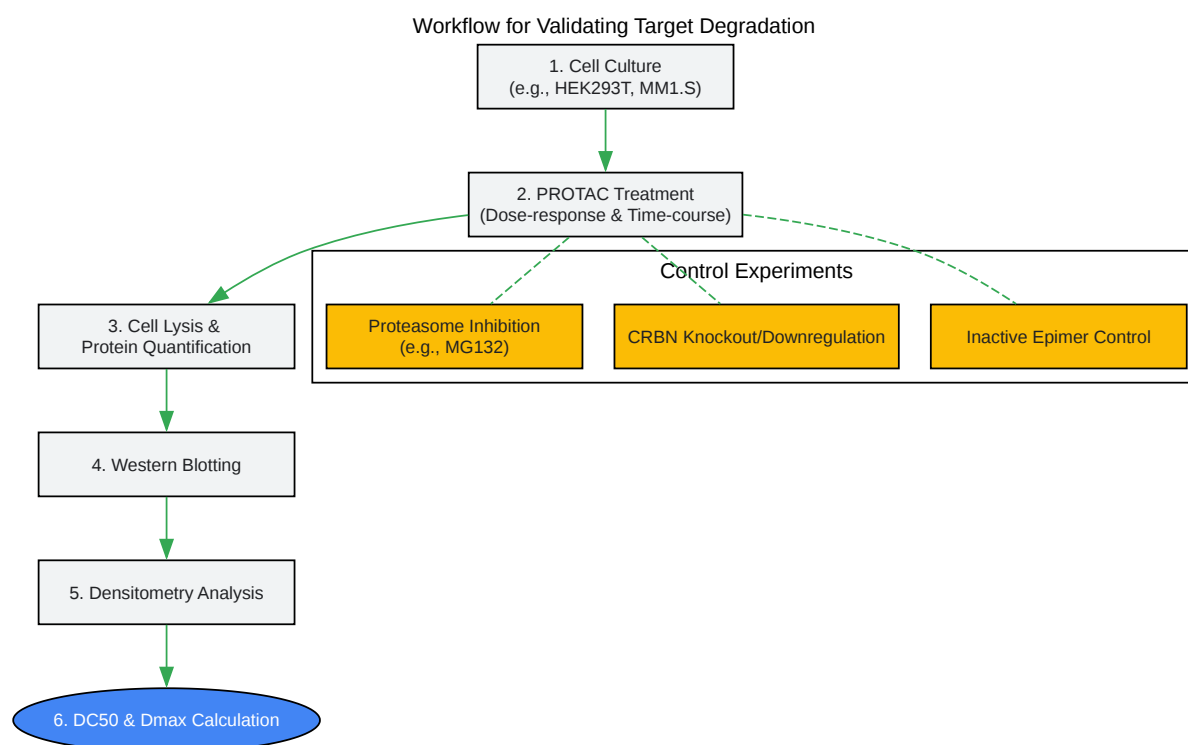 Workflow for Validating Target Degradation
1. Cell Culture
(e.g., HEK293T, MM1.S)
2. PROTAC Treatment
(Dose-response & Time-course)
Control Experiments
3. Cell Lysis &
Protein Quantification
Proteasome Inhibition
(e.g., MG132)
CRBN Knockout/Downregulation
Inactive Epimer Control
4. Western Blotting
5. Densitometry Analysis
6. DC50 & Dmax Calculation